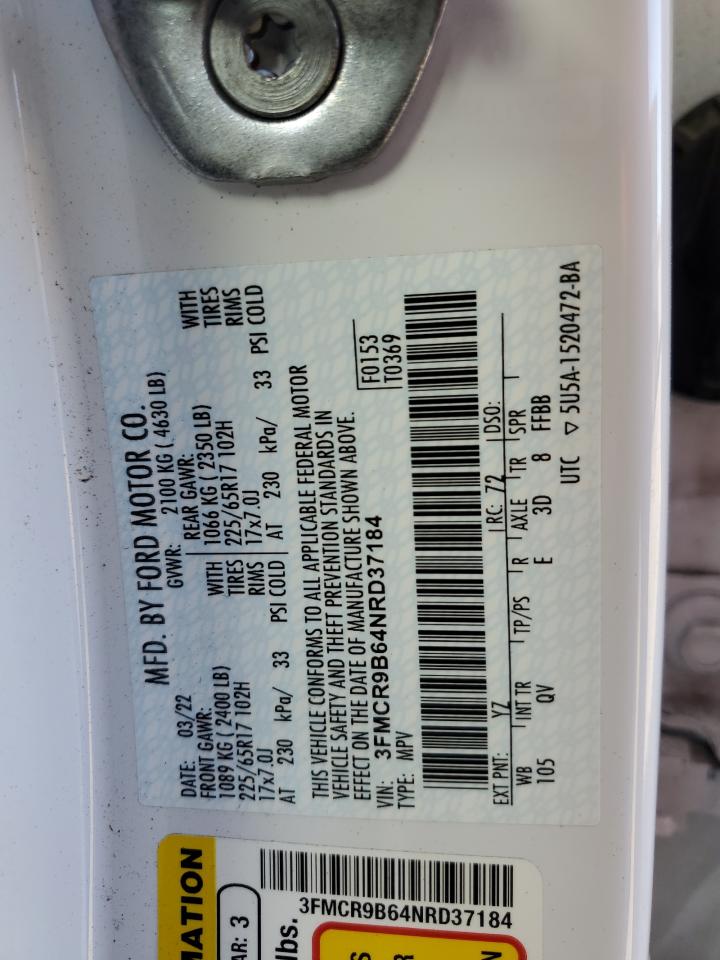 MFD. BY FORD MOTOR CO.
DATE: 03/22 GVWR: 2100 KG ( 4630 LB)
FRONT GAWR: REAR GAWR:
1089 KG ( 2400 LB) WITH 1066 KG ( 2350 LB) WITH
225/65R17 102H TIRES 225/65R17 102H TIRES
17x7.0J RIMS 17x7.0J RIMS
AT 230 kPa/ 33 PSI COLD AT 230 kPa/ 33 PSI COLD
THIS VEHICLE CONFORMS TO ALL APPLICABLE FEDERAL MOTOR
VEHICLE SAFETY AND THEFT PREVENTION STANDARDS IN
EFFECT ON THE DATE OF MANUFACTURE SHOWN ABOVE.
F0153
T0369
VIN: 3FMCR9B64NRD37184
TYPE: MPV
EXT PNT: YZ RC: 72 DSO:
WB INT TR TP/PS R AXLE TR SPR
105 QV E 3D 8 FFBB
UTC ▽ 5U5A-1520472-BA
MATION
AR: 3
3FMCR9B64NRD37184
lbs.
S
R
N